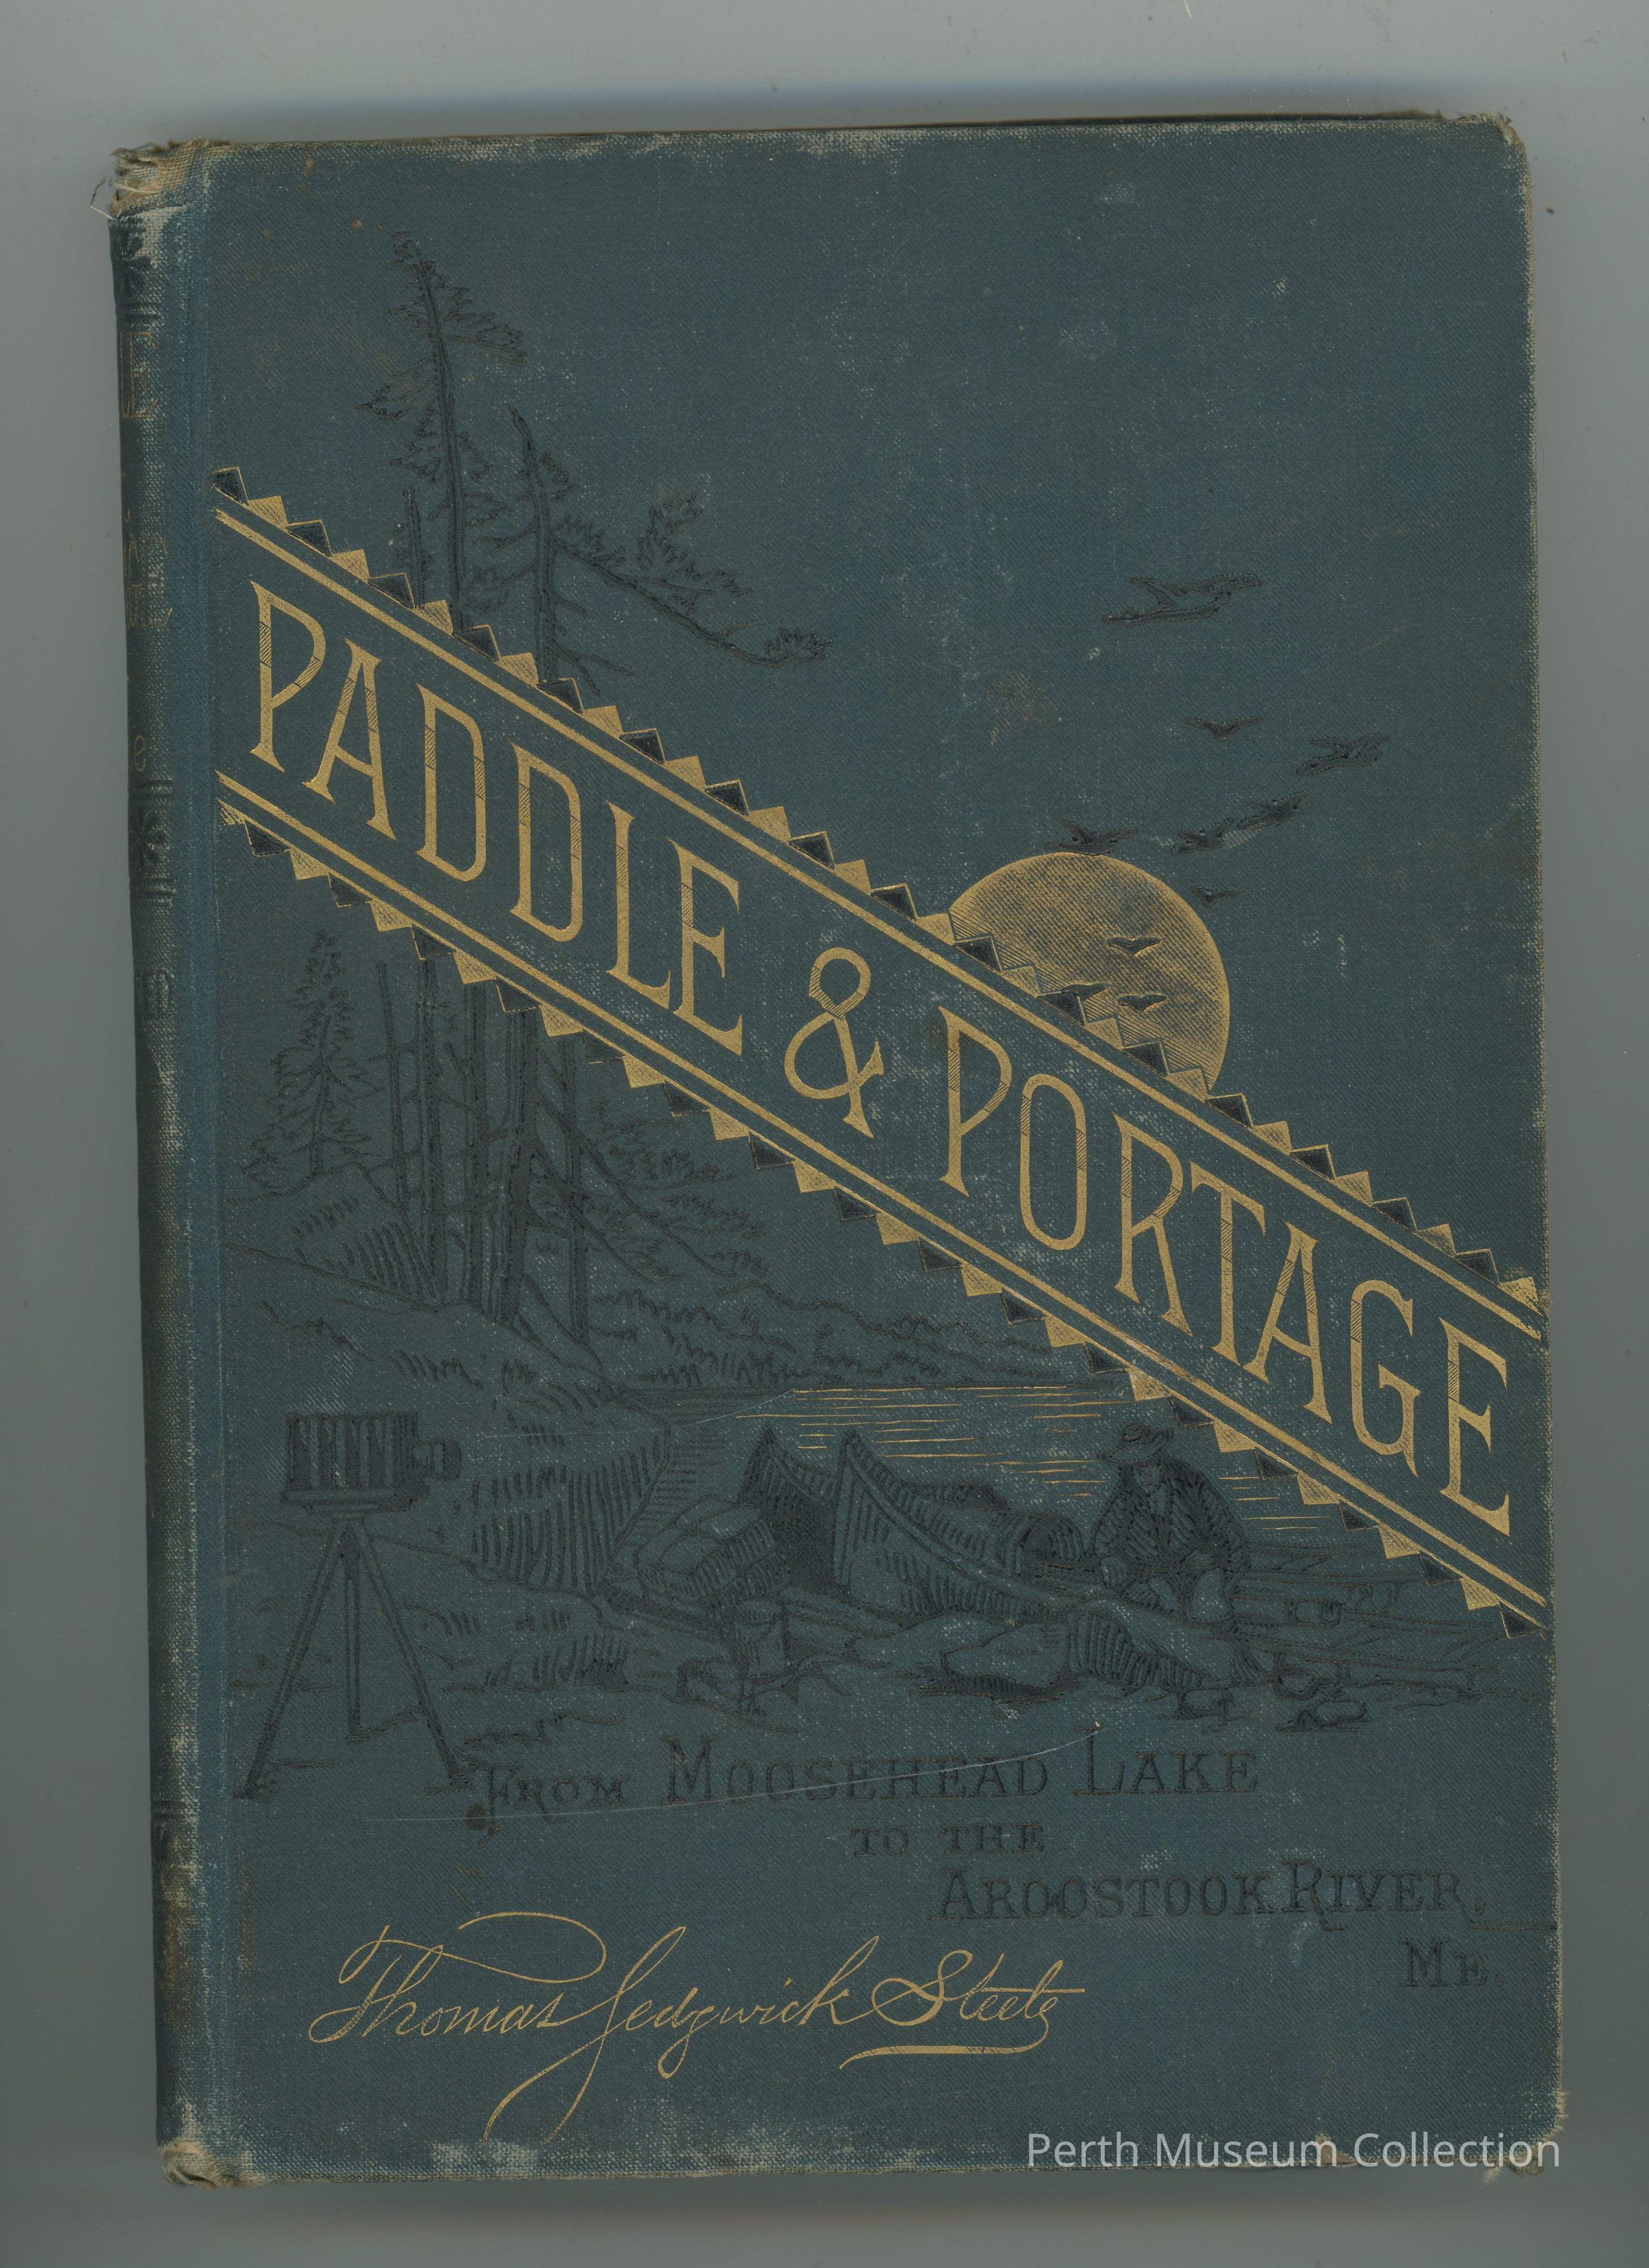 PADDLE & PORTAGE
FROM MOOSEHEAD LAKE
TO THE
AROOSTOOK RIVER,
ME.
Thomas Sedgwick Steele
Perth Museum Collection